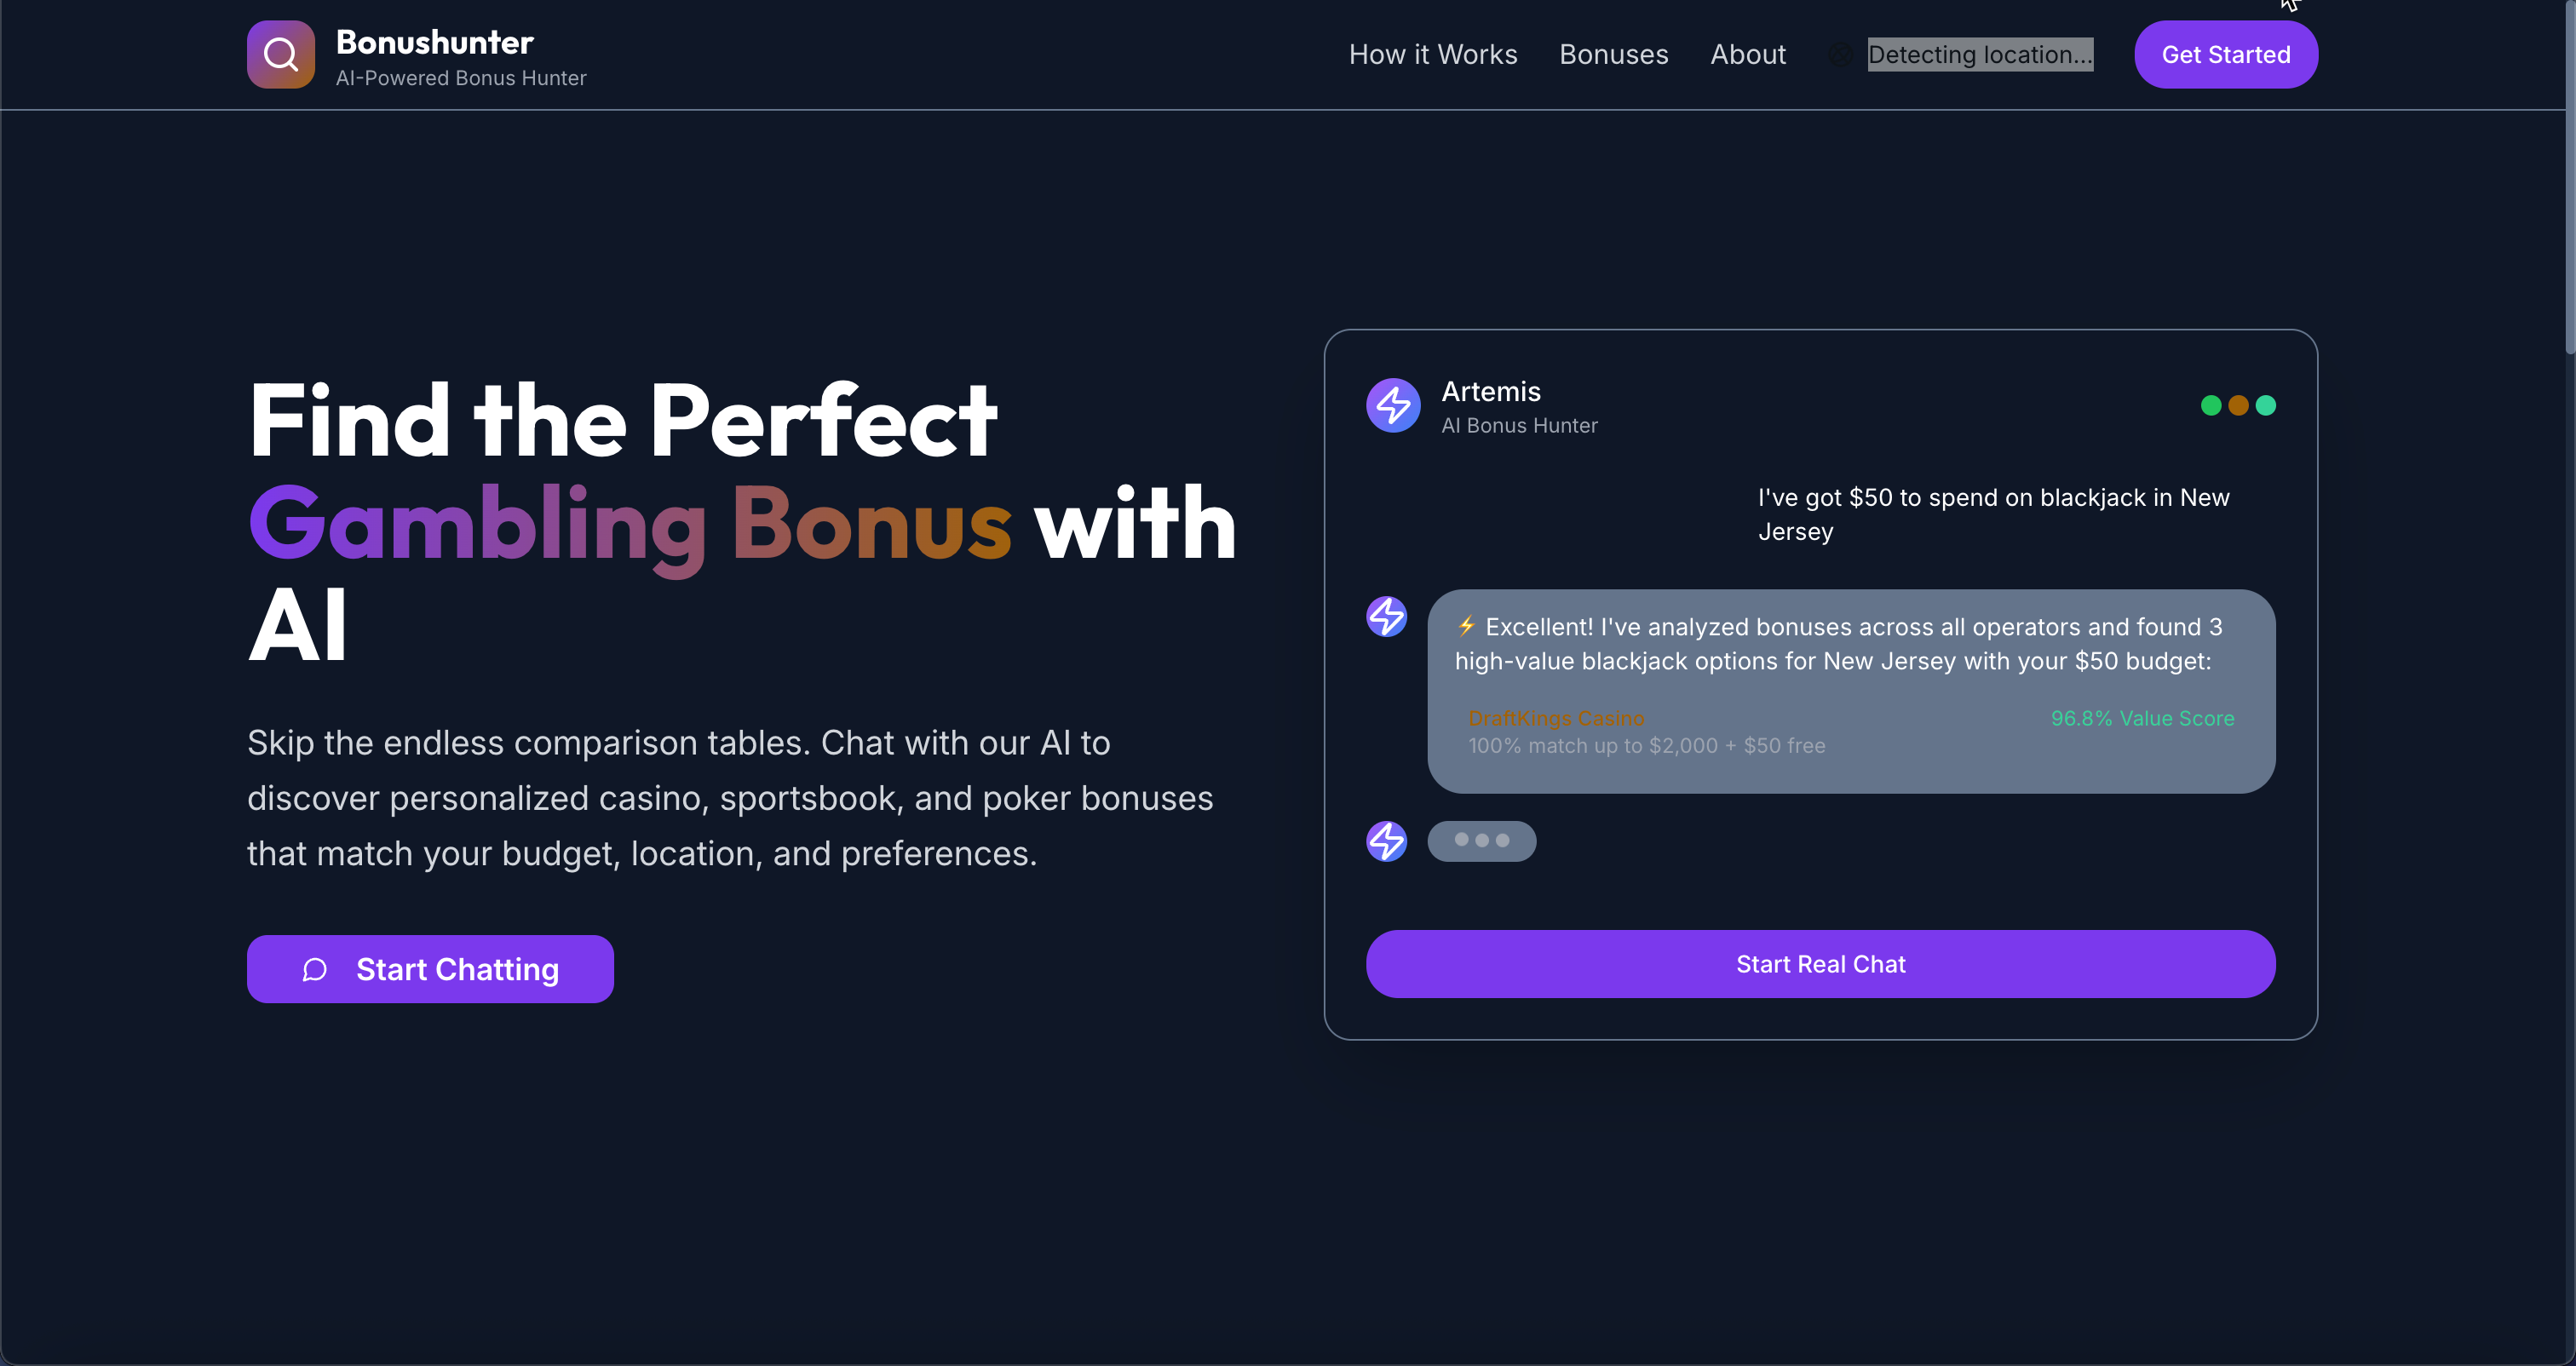 Bonushunter
AI-Powered Bonus Hunter
How it Works
Bonuses
About
Detecting location...
Get Started
Find the Perfect
Gambling Bonus with
AI
Skip the endless comparison tables. Chat with our AI to
discover personalized casino, sportsbook, and poker bonuses
that match your budget, location, and preferences.
Start Chatting
Artemis
AI Bonus Hunter
I've got $50 to spend on blackjack in New
Jersey
⚡ Excellent! I've analyzed bonuses across all operators and found 3
high-value blackjack options for New Jersey with your $50 budget:
DraftKings Casino
96.8% Value Score
100% match up to $2,000 + $50 free
Start Real Chat